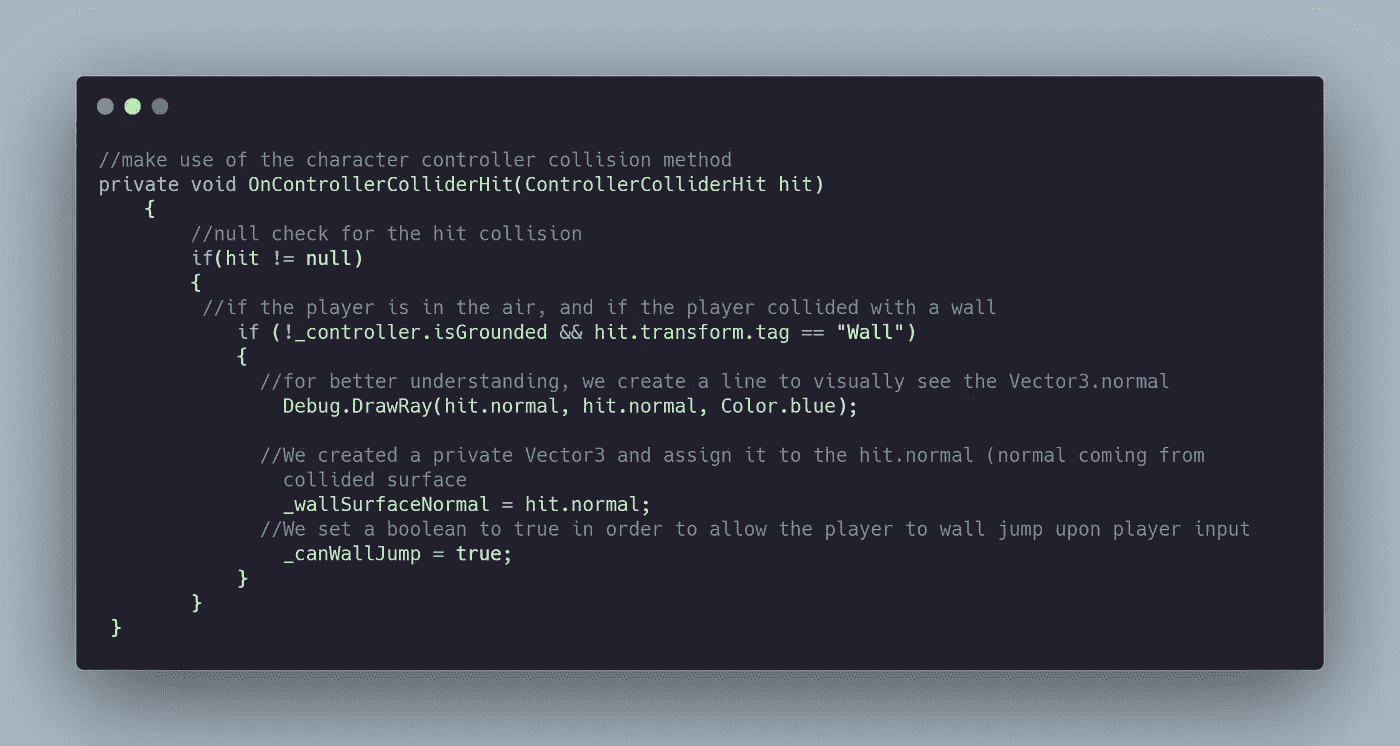 //make use of the character controller collision method
private void OnControllerColliderHit(ControllerColliderHit hit)
{
//null check for the hit collision
if(hit != null)
{
//if the player is in the air, and if the player collided with a wall
if (!_controller.isGrounded && hit.transform.tag == "Wall")
{
//for better understanding, we create a line to visually see the Vector3.normal
Debug.DrawRay(hit.normal, hit.normal, Color.blue);
//We created a private Vector3 and assign it to the hit.normal (normal coming from
collided surface
_wallSurfaceNormal = hit.normal;
//We set a boolean to true in order to allow the player to wall jump upon player input
_canWallJump = true;
}
}
}